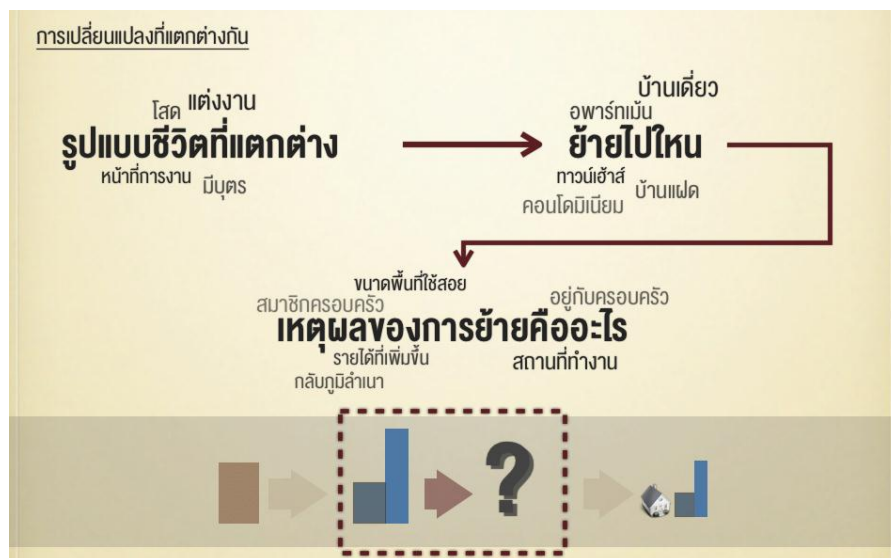 การเปลี่ยนแปลงที่แตกต่างกัน
โสด แต่งงาน
รูปแบบชีวิตที่แตกต่าง
หน้าที่การงาน มีบุตร
บ้านเดี่ยว
อพาร์ทเม้น
ย้ายไปใหน
ทาวน์เฮ้าส์
คอนโดมิเนียม บ้านแฝด
ขนาดพื้นที่ใช้สอย
สมาชิกครอบครัว อยู่กับครอบครัว
เหตุผลของการย้ายคืออะไร
รายได้ที่เพิ่มขึ้น สถานที่ทำงาน
กลับภูมิลำเนา
?